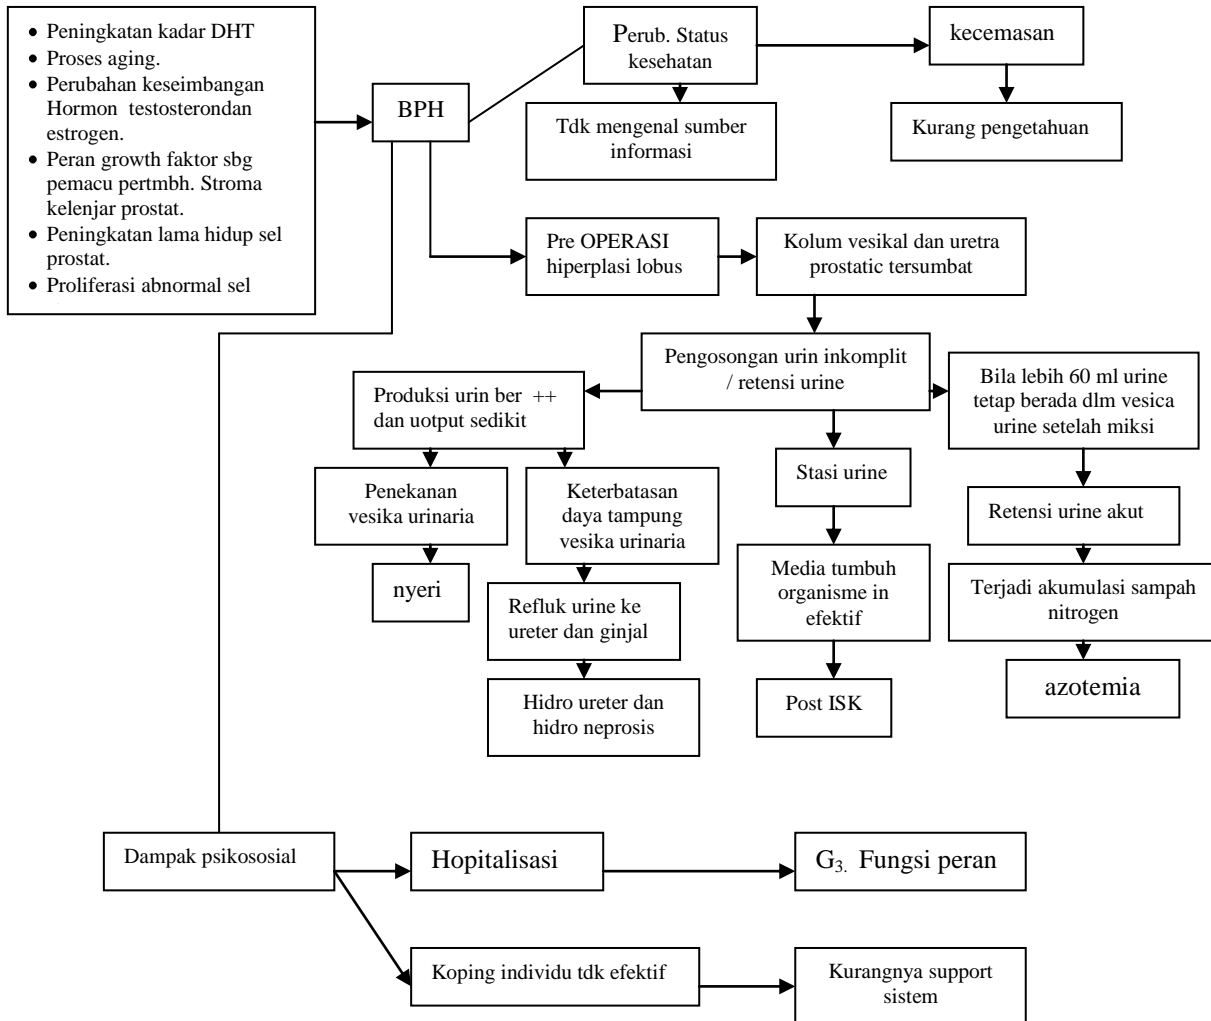 • Peningkatan kadar DHT
• Proses aging.
• Perubahan keseimbangan
Hormon testosterondan
estrogen.
• Peran growth faktor sbg
pemacu pertmbh. Stroma
kelenjar prostat.
• Peningkatan lama hidup sel
prostat.
• Proliferasi abnormal sel
BPH
Perub. Status
kesehatan
kecemasan
Tdk mengenal sumber
informasi
Kurang pengetahuan
Pre OPERASI
hiperplasi lobus
Kolum vesikal dan uretra
prostatic tersumbat
Pengosongan urin inkomplit
/ retensi urine
Produksi urin ber ++
dan uotput sedikit
Bila lebih 60 ml urine
tetap berada dlm vesica
urine setelah miksi
Penekanan
vesika urinaria
Keterbatasan
daya tampung
vesika urinaria
Stasi urine
Retensi urine akut
nyeri
Refluk urine ke
ureter dan ginjal
Media tumbuh
organisme in
efektif
Terjadi akumulasi sampah
nitrogen
Hidro ureter dan
hidro neprosis
Post ISK
azotemia
Dampak psikososial
Hopitalisasi
G3. Fungsi peran
Koping individu tdk efektif
Kurangnya support
sistem